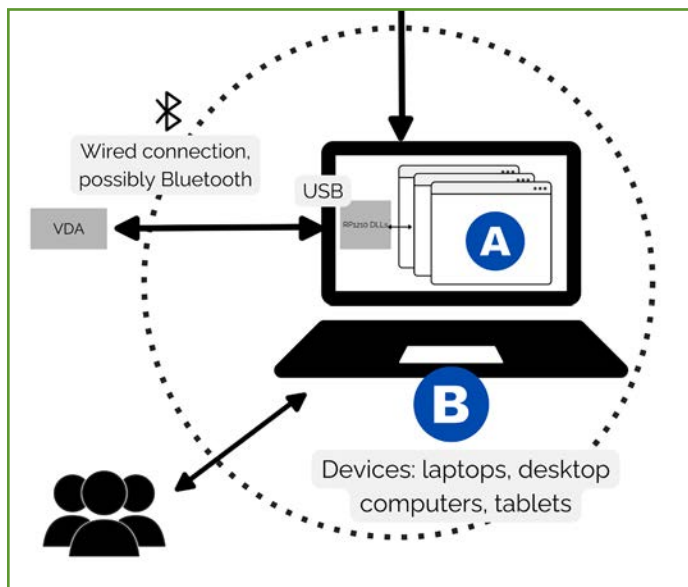 Wired connection,
possibly Bluetooth
USB
VDA
RP1210 DLLs
A
B
Devices: laptops, desktop
computers, tablets